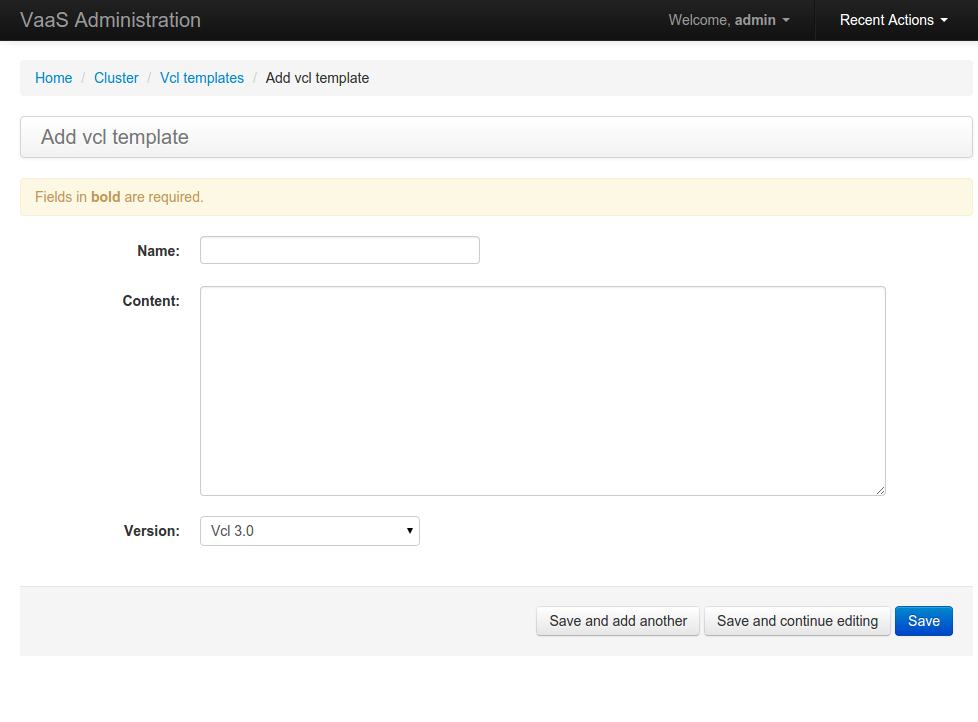 VaaS Administration Welcome, admin Recent Actions
Home / Cluster / Vcl templates / Add vcl template
Add vcl template
Fields in bold are required.
Name:
Content:
Version: Vcl 3.0
Save and add another Save and continue editing Save